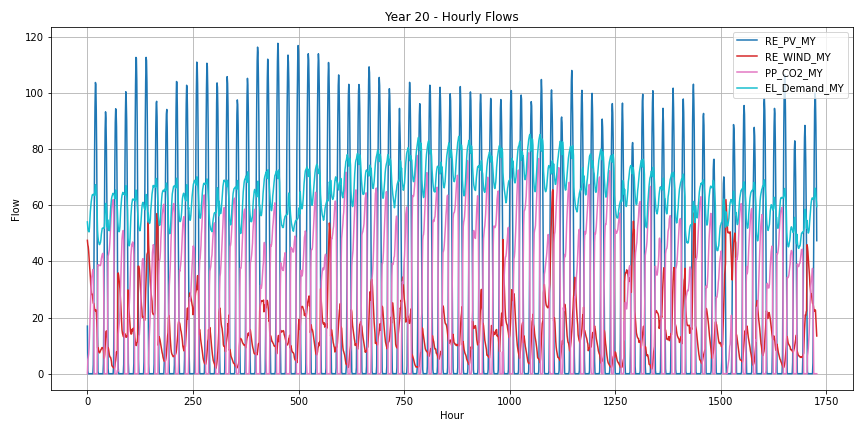 Year 20 - Hourly Flows
RE_PV_MY
RE_WIND_MY
PP_CO2_MY
EL_Demand_MY
Flow
120
100
80
60
40
20
0
0
250
500
750
1000
1250
1500
1750
Hour